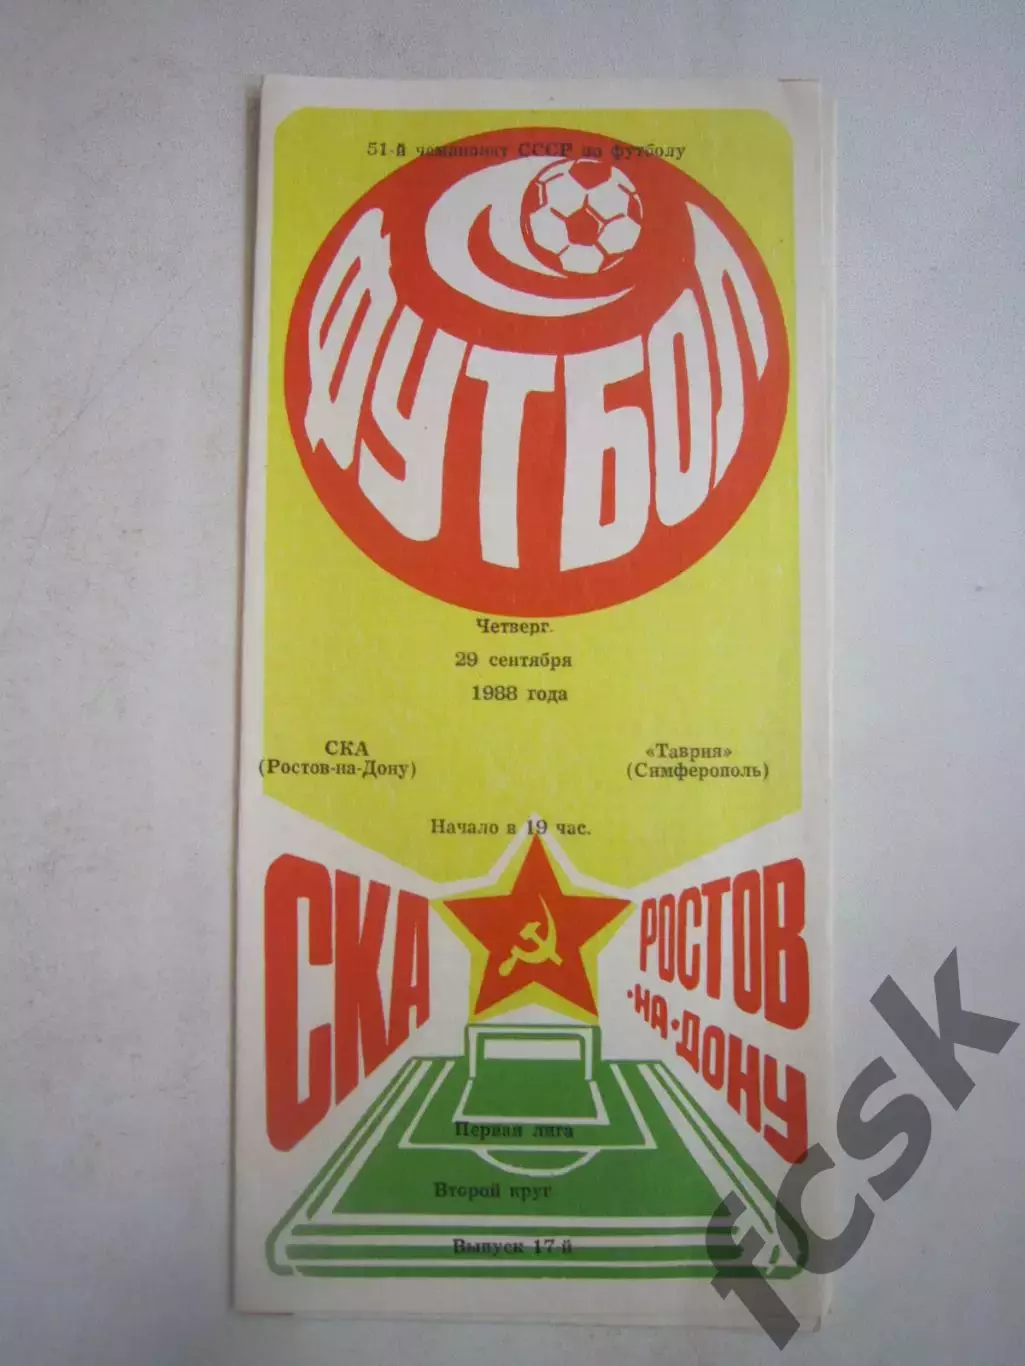 51-й чемпионат СССР по футболу
ФУТБОЛ
Четверг.
29 сентября
1988 года
СКА
(Ростов-на-Дону)
«Таврия»
(Симферополь)
Начало в 19 час.
СКА
РОСТОВ
-НА-ДОНУ
Первая лига
Второй круг
Выпуск 17-й
fcsk